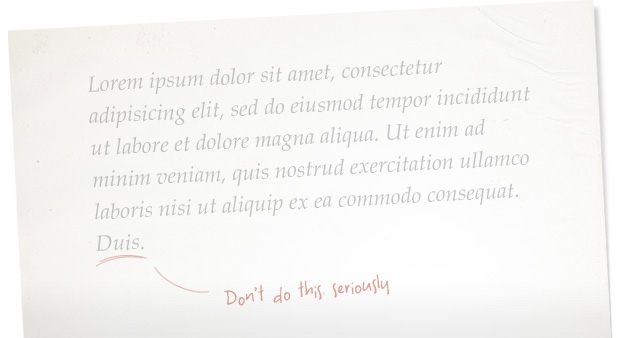 Lorem ipsum dolor sit amet, consectetur
adipisicing elit, sed do eiusmod tempor incididunt
ut labore et dolore magna aliqua. Ut enim ad
minim veniam, quis nostrud exercitation ullamco
laboris nisi ut aliquip ex ea commodo consequat.
Duis.
Don't do this, seriously